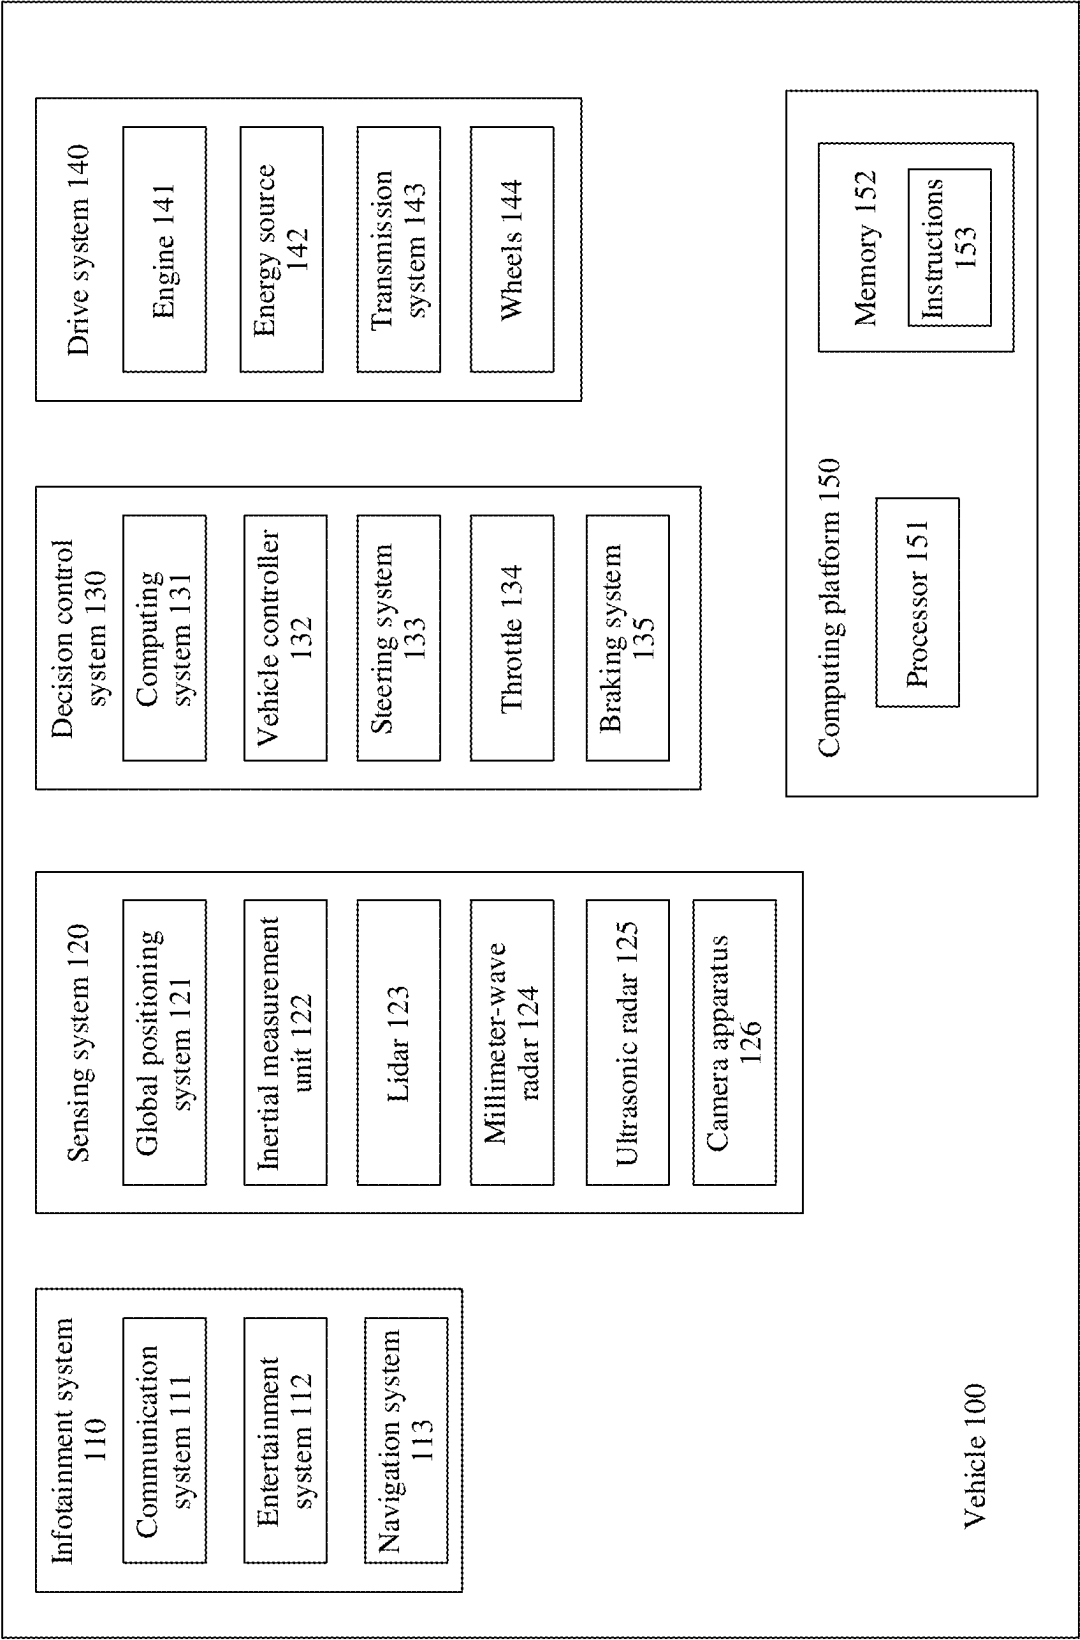 Infotainment system
110
Communication
system 111
Entertainment
system 112
Navigation system
113
Sensing system 120
Global positioning
system 121
Inertial measurement
unit 122
Lidar 123
Millimeter-wave
radar 124
Ultrasonic radar 125
Camera apparatus
126
Decision control
system 130
Computing
system 131
Vehicle controller
132
Steering system
133
Throttle 134
Braking system
135
Drive system 140
Engine 141
Energy source
142
Transmission
system 143
Wheels 144
Computing platform 150
Processor 151
Memory 152
Instructions
153
Vehicle 100